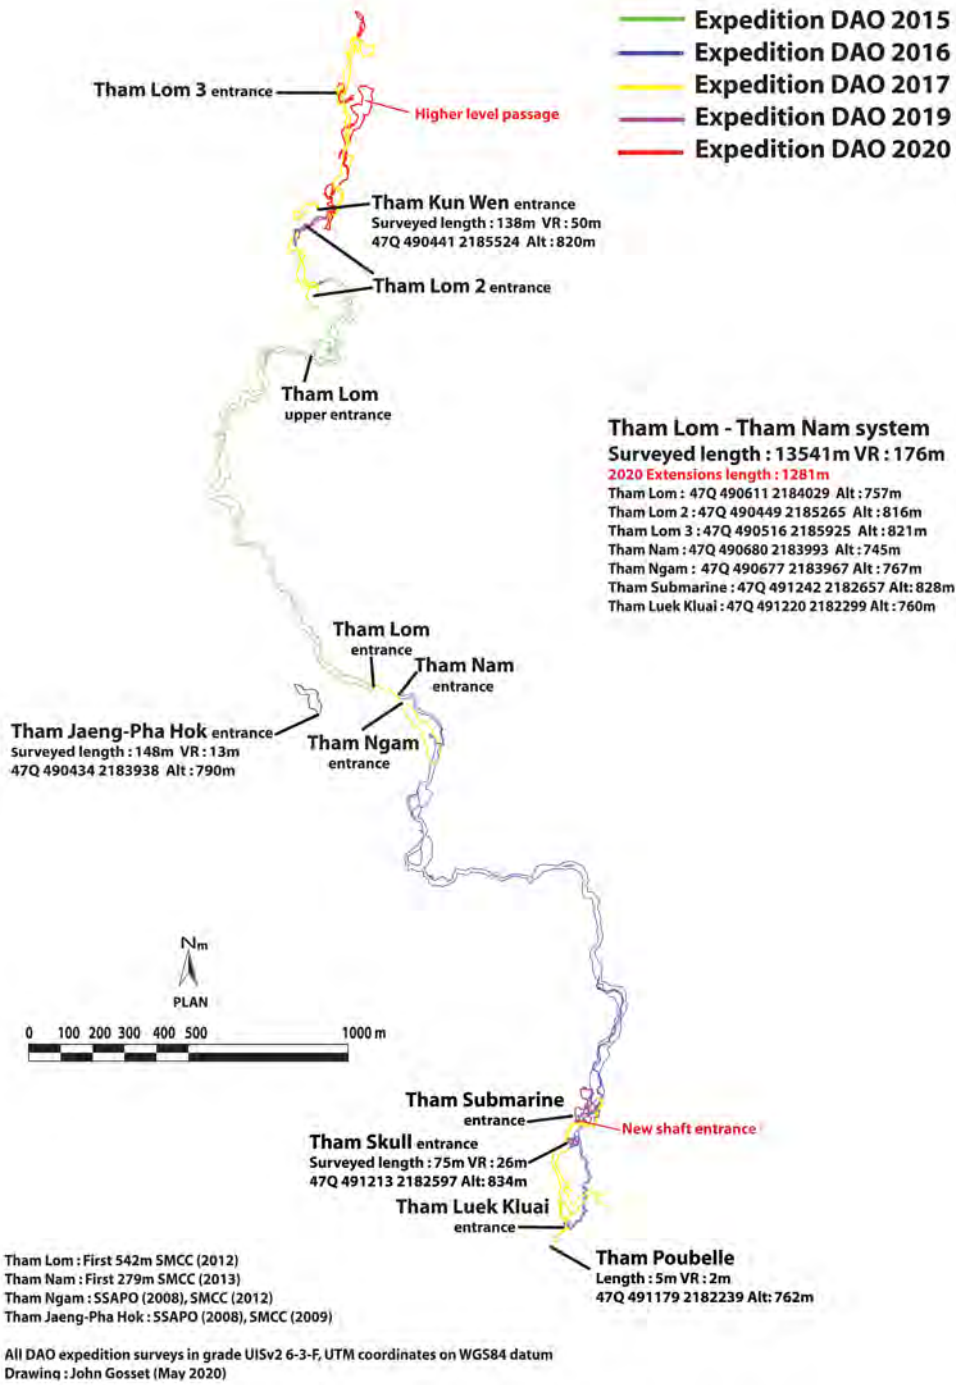 Expedition DAO 2015
Expedition DAO 2016
Expedition DAO 2017
Expedition DAO 2019
Expedition DAO 2020
Tham Lom 3 entrance
Higher level passage
Tham Kun Wen entrance
Surveyed length : 138m VR : 50m
47Q 490441 2185524 Alt : 820m
Tham Lom 2 entrance
Tham Lom
upper entrance
Tham Lom - Tham Nam system
Surveyed length : 13541m VR : 176m
2020 Extensions length : 1281m
Tham Lom : 47Q 490611 2184029 Alt : 757m
Tham Lom 2 : 47Q 490449 2185265 Alt : 816m
Tham Lom 3 : 47Q 490516 2185925 Alt : 821m
Tham Nam : 47Q 490680 2183993 Alt : 745m
Tham Ngam : 47Q 490677 2183967 Alt : 767m
Tham Submarine : 47Q 491242 2182657 Alt: 828m
Tham Luek Kluai : 47Q 491220 2182299 Alt : 760m
Tham Lom
entrance
Tham Nam
entrance
Tham Jaeng-Pha Hok entrance
Surveyed length : 148m VR : 13m
47Q 490434 2183938 Alt : 790m
Tham Ngam
entrance
Nm
PLAN
0 100 200 300 400 500 1000 m
Tham Submarine
entrance
New shaft entrance
Tham Skull entrance
Surveyed length : 75m VR : 26m
47Q 491213 2182597 Alt: 834m
Tham Luek Kluai
entrance
Tham Poubelle
Length : 5m VR : 2m
47Q 491179 2182239 Alt: 762m
Tham Lom : First 542m SMCC (2012)
Tham Nam : First 279m SMCC (2013)
Tham Ngam : SSAPO (2008), SMCC (2012)
Tham Jaeng-Pha Hok : SSAPO (2008), SMCC (2009)
All DAO expedition surveys in grade UISv2 6-3-F, UTM coordinates on WGS84 datum
Drawing : John Gosset (May 2020)